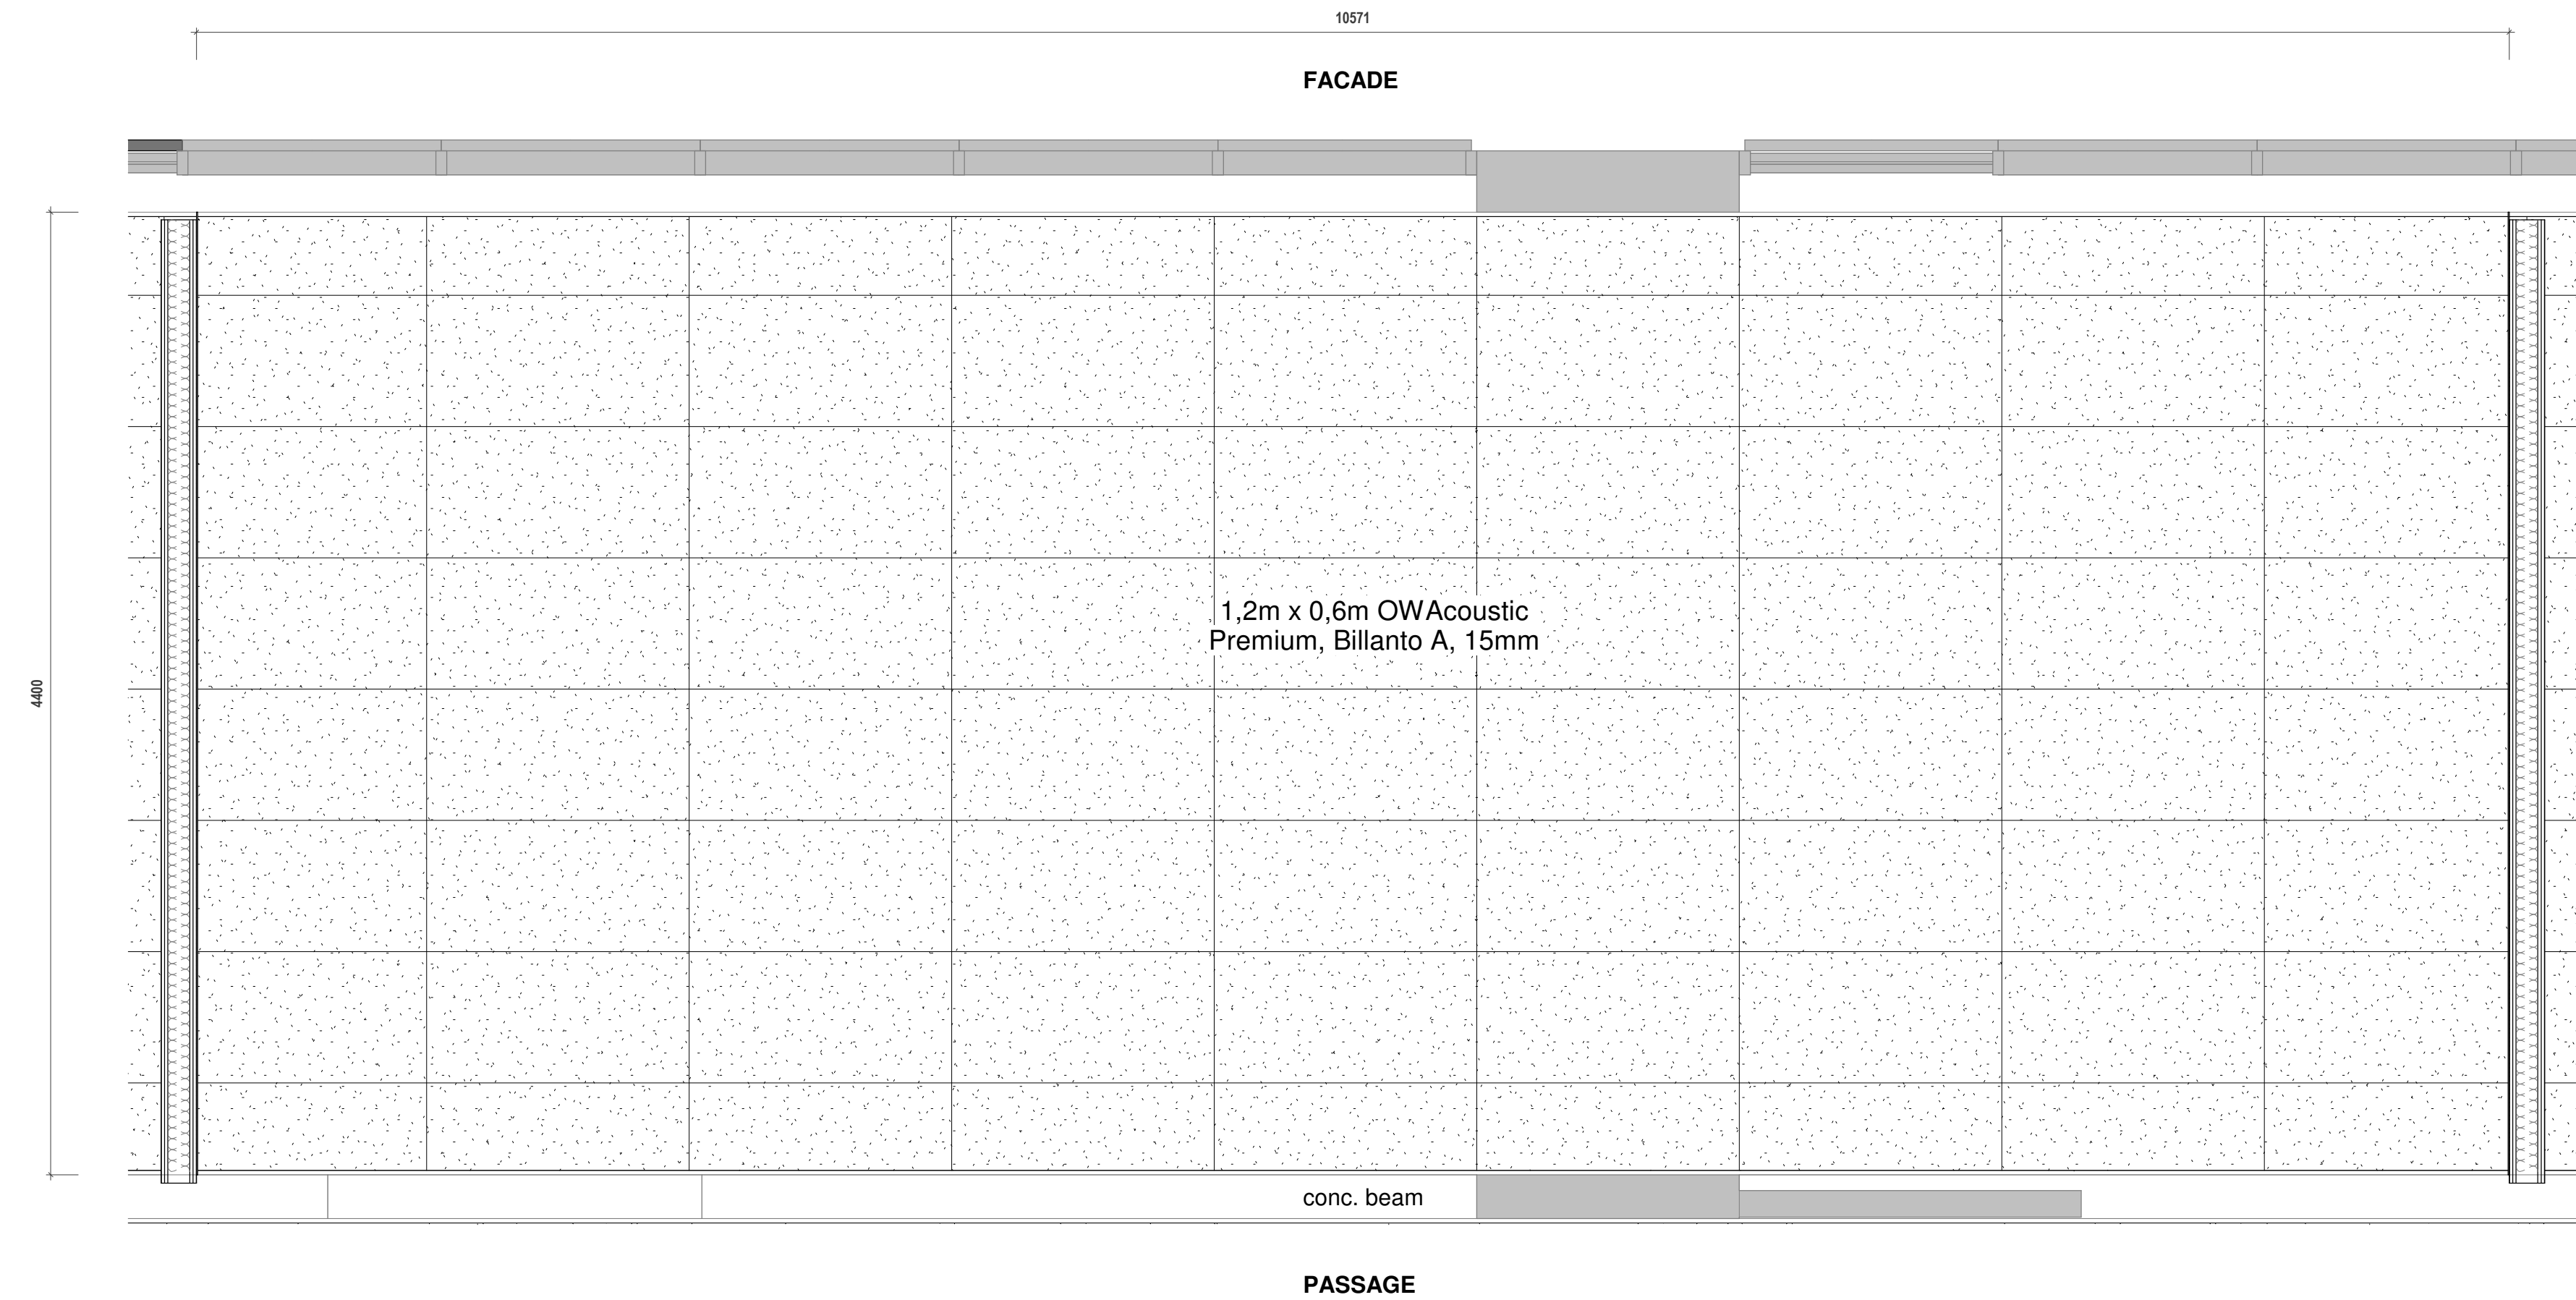 10571
FACADE
1,2m x 0,6m OWAcoustic
Premium, Billanto A, 15mm
4400
conc. beam
PASSAGE